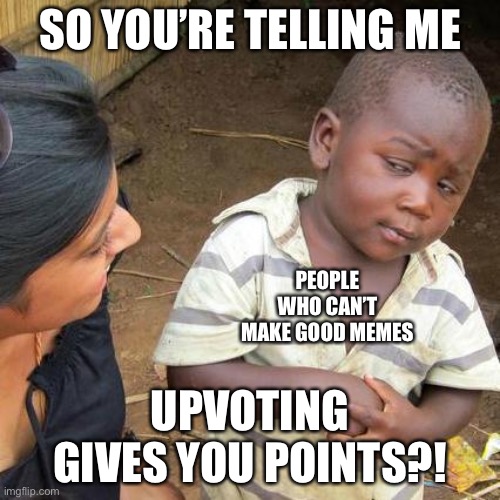 SO YOU’RE TELLING ME
PEOPLE
WHO CAN’T
MAKE GOOD MEMES
UPVOTING
GIVES YOU POINTS?!
imgflip.com